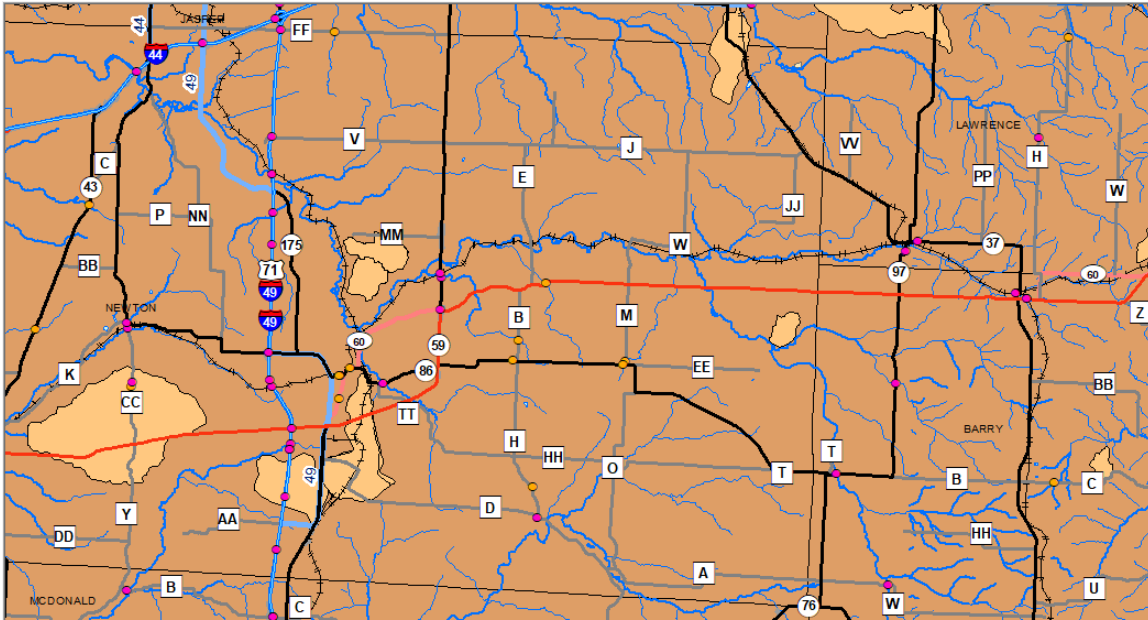 JASPER
44
44
FF
49
V
J
E
VV
LAWRENCE
PP
H
W
C
43
P
NN
175
MM
W
JJ
37
BB
71
97
60
49
NEWTON
49
B
M
Z
60
59
K
86
EE
CC
TT
BB
BARRY
H
HH
O
T
T
B
C
49
Y
D
AA
DD
HH
A
B
U
MCDONALD
C
76
W